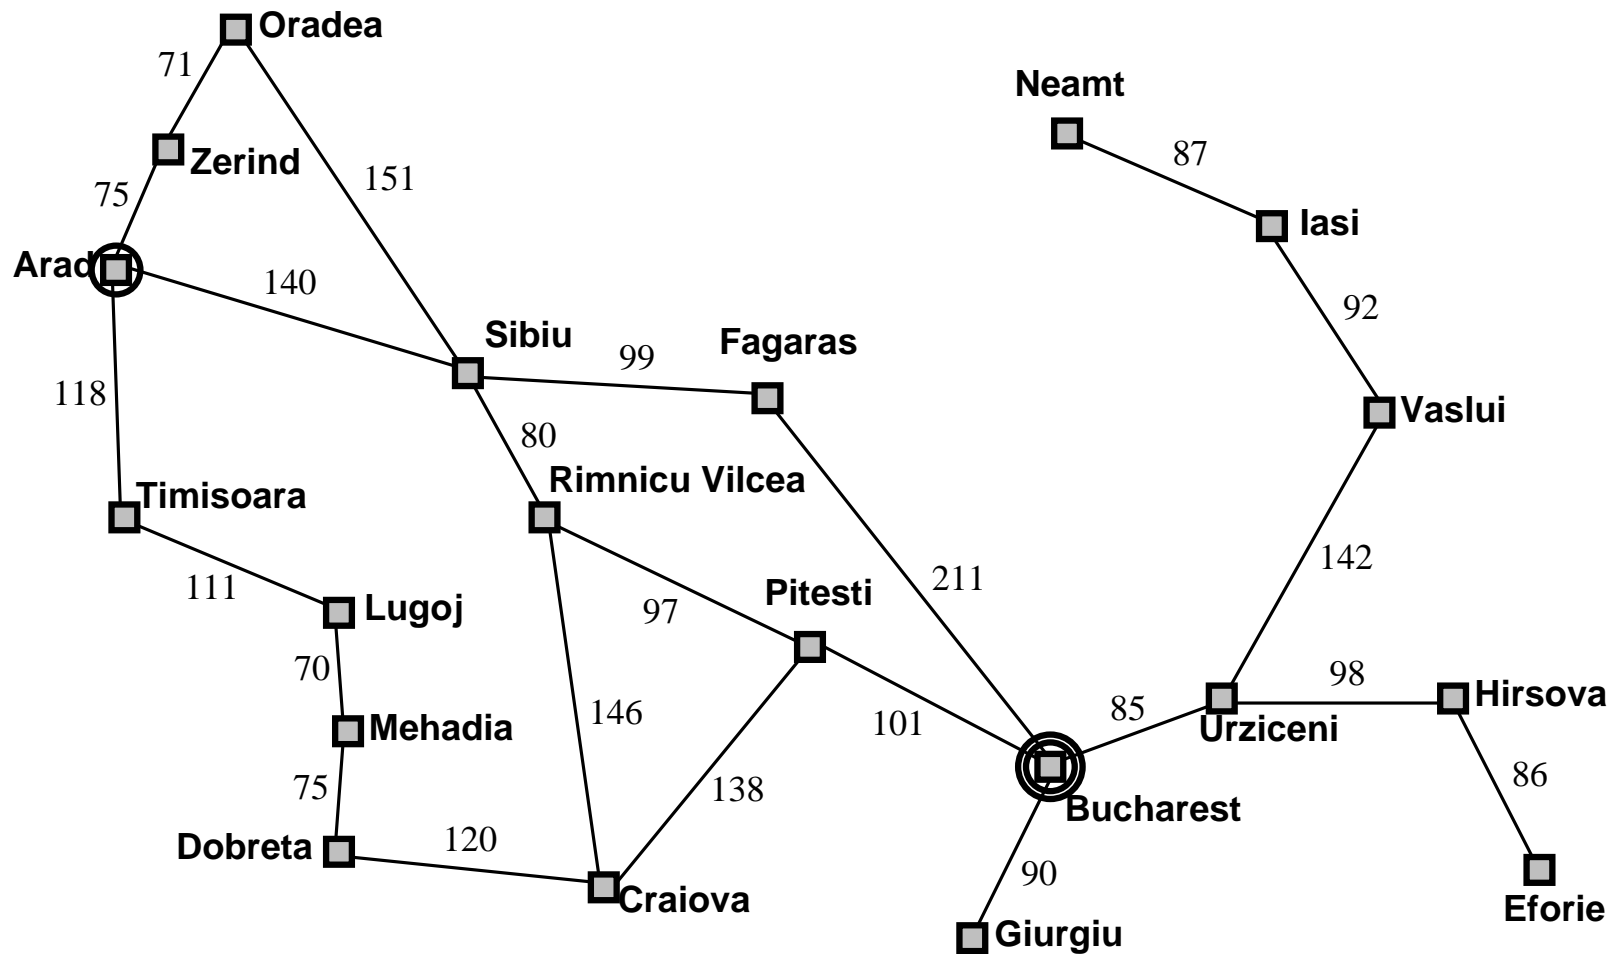 Oradea
71
Neamt
87
Zerind
151
75
Iasi
Arad
140
92
Sibiu
Fagaras
99
118
Vaslui
80
Rimnicu Vilcea
Timisoara
142
211
111
Lugoj
97
Pitesti
70
98
Hirsova
146
85
Urziceni
101
Mehadia
86
75
138
Bucharest
Dobreta
120
90
Craiova
Eforie
Giurgiu